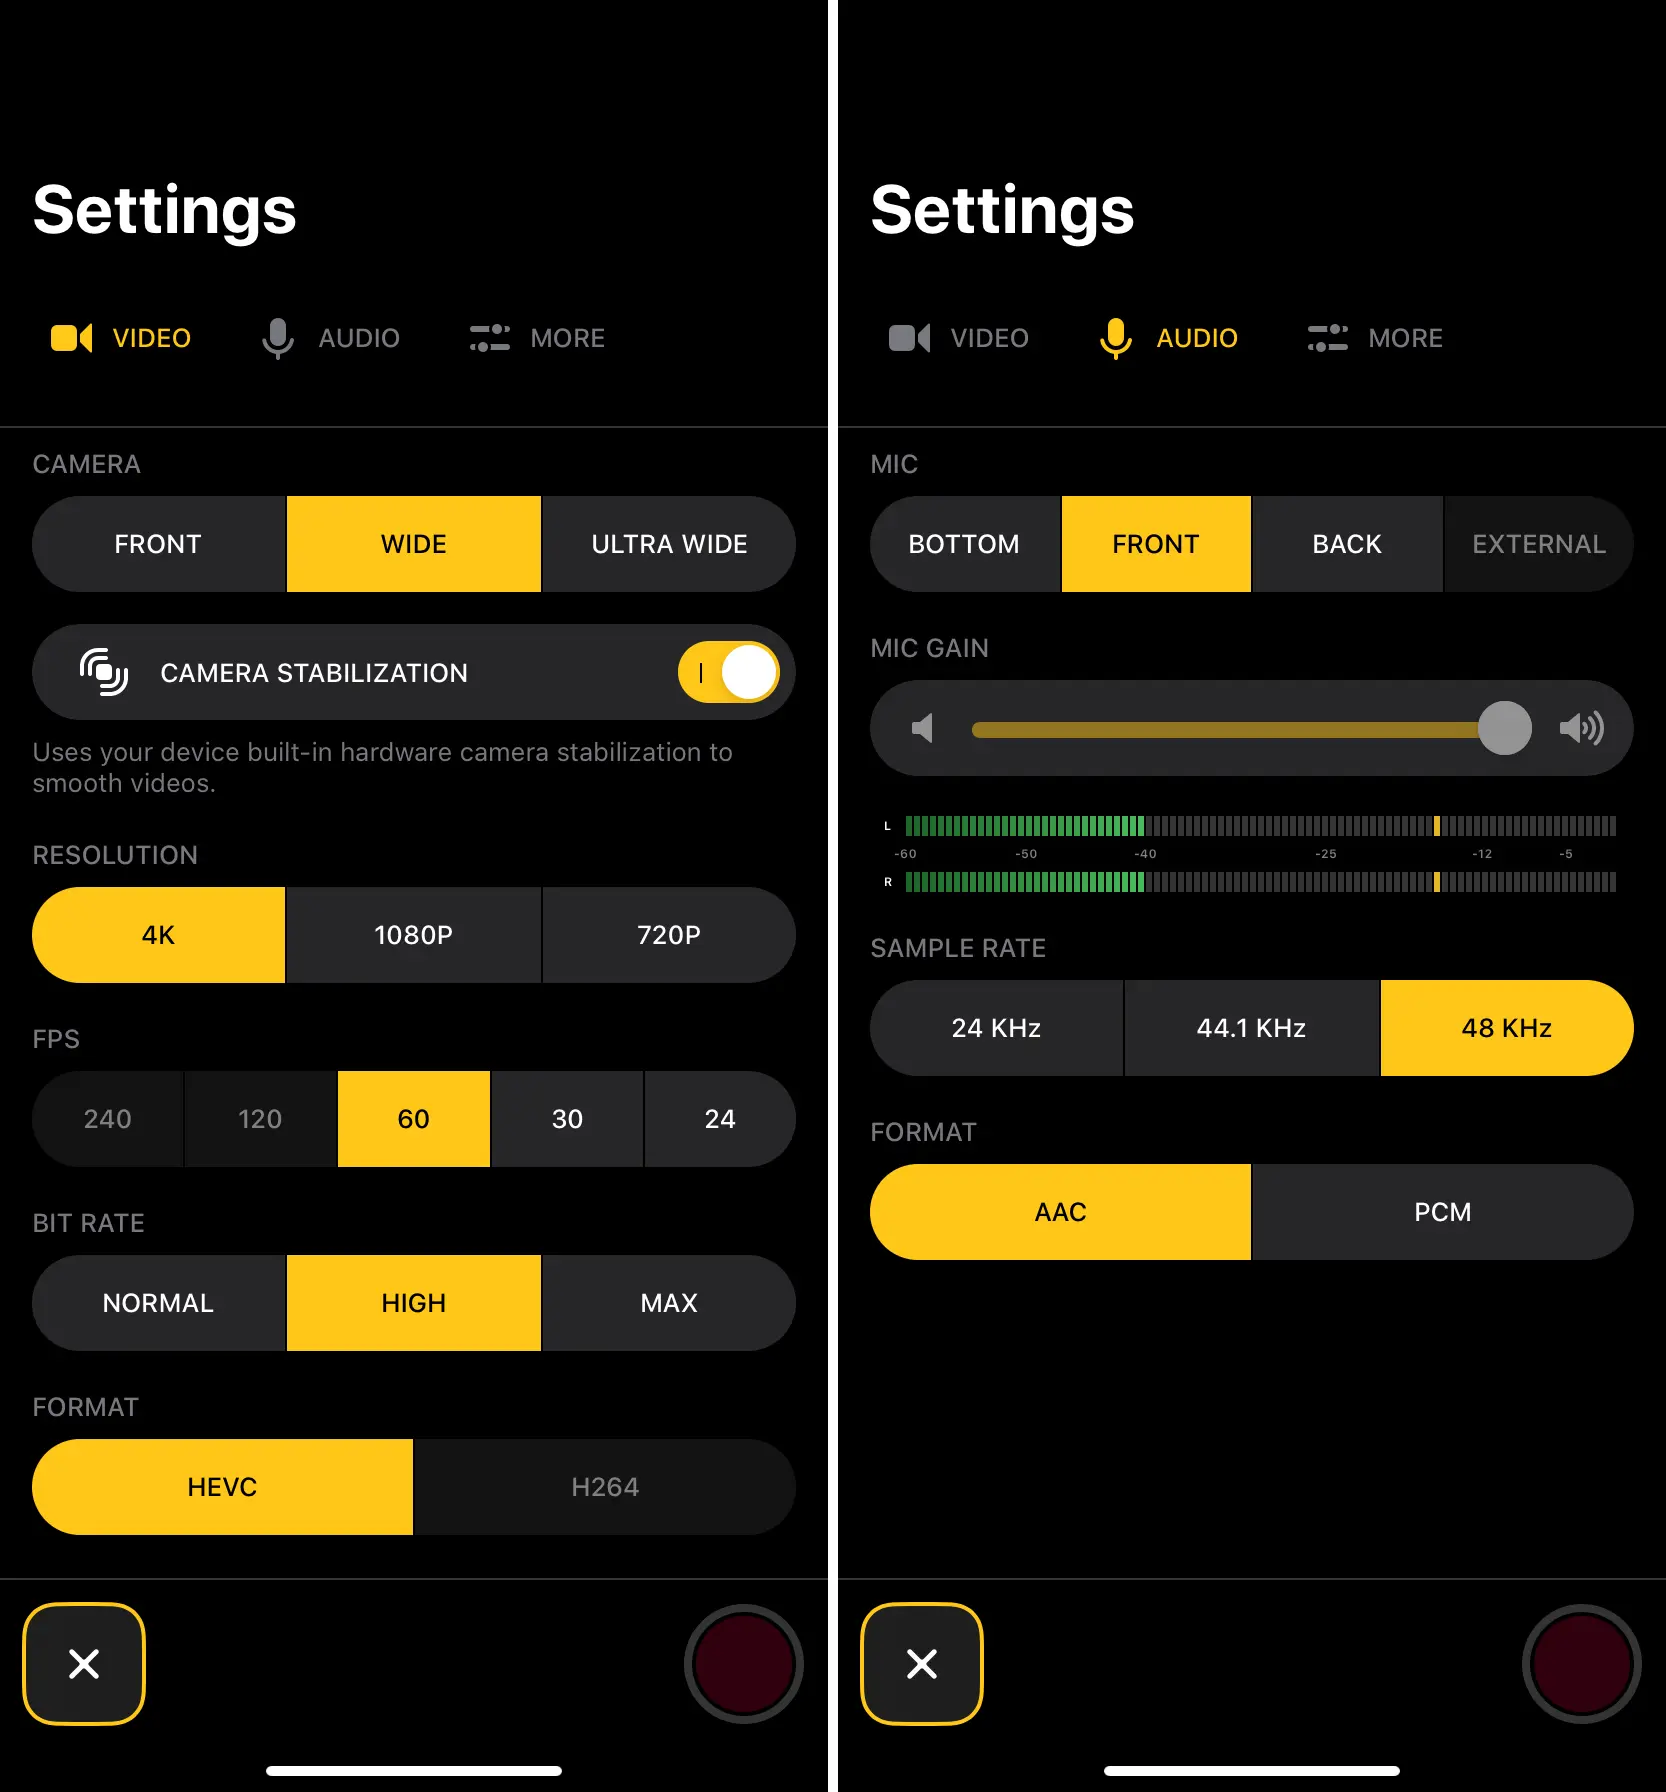 Settings
VIDEO AUDIO MORE
CAMERA
FRONT WIDE ULTRA WIDE
CAMERA STABILIZATION
Uses your device built-in hardware camera stabilization to
smooth videos.
RESOLUTION
4K 1080P 720P
FPS
240 120 60 30 24
BIT RATE
NORMAL HIGH MAX
FORMAT
HEVC H264
Settings
VIDEO AUDIO MORE
MIC
BOTTOM FRONT BACK EXTERNAL
MIC GAIN
L
-60 -50 -40 -25 -12 -5
R
SAMPLE RATE
24 KHz 44.1 KHz 48 KHz
FORMAT
AAC PCM